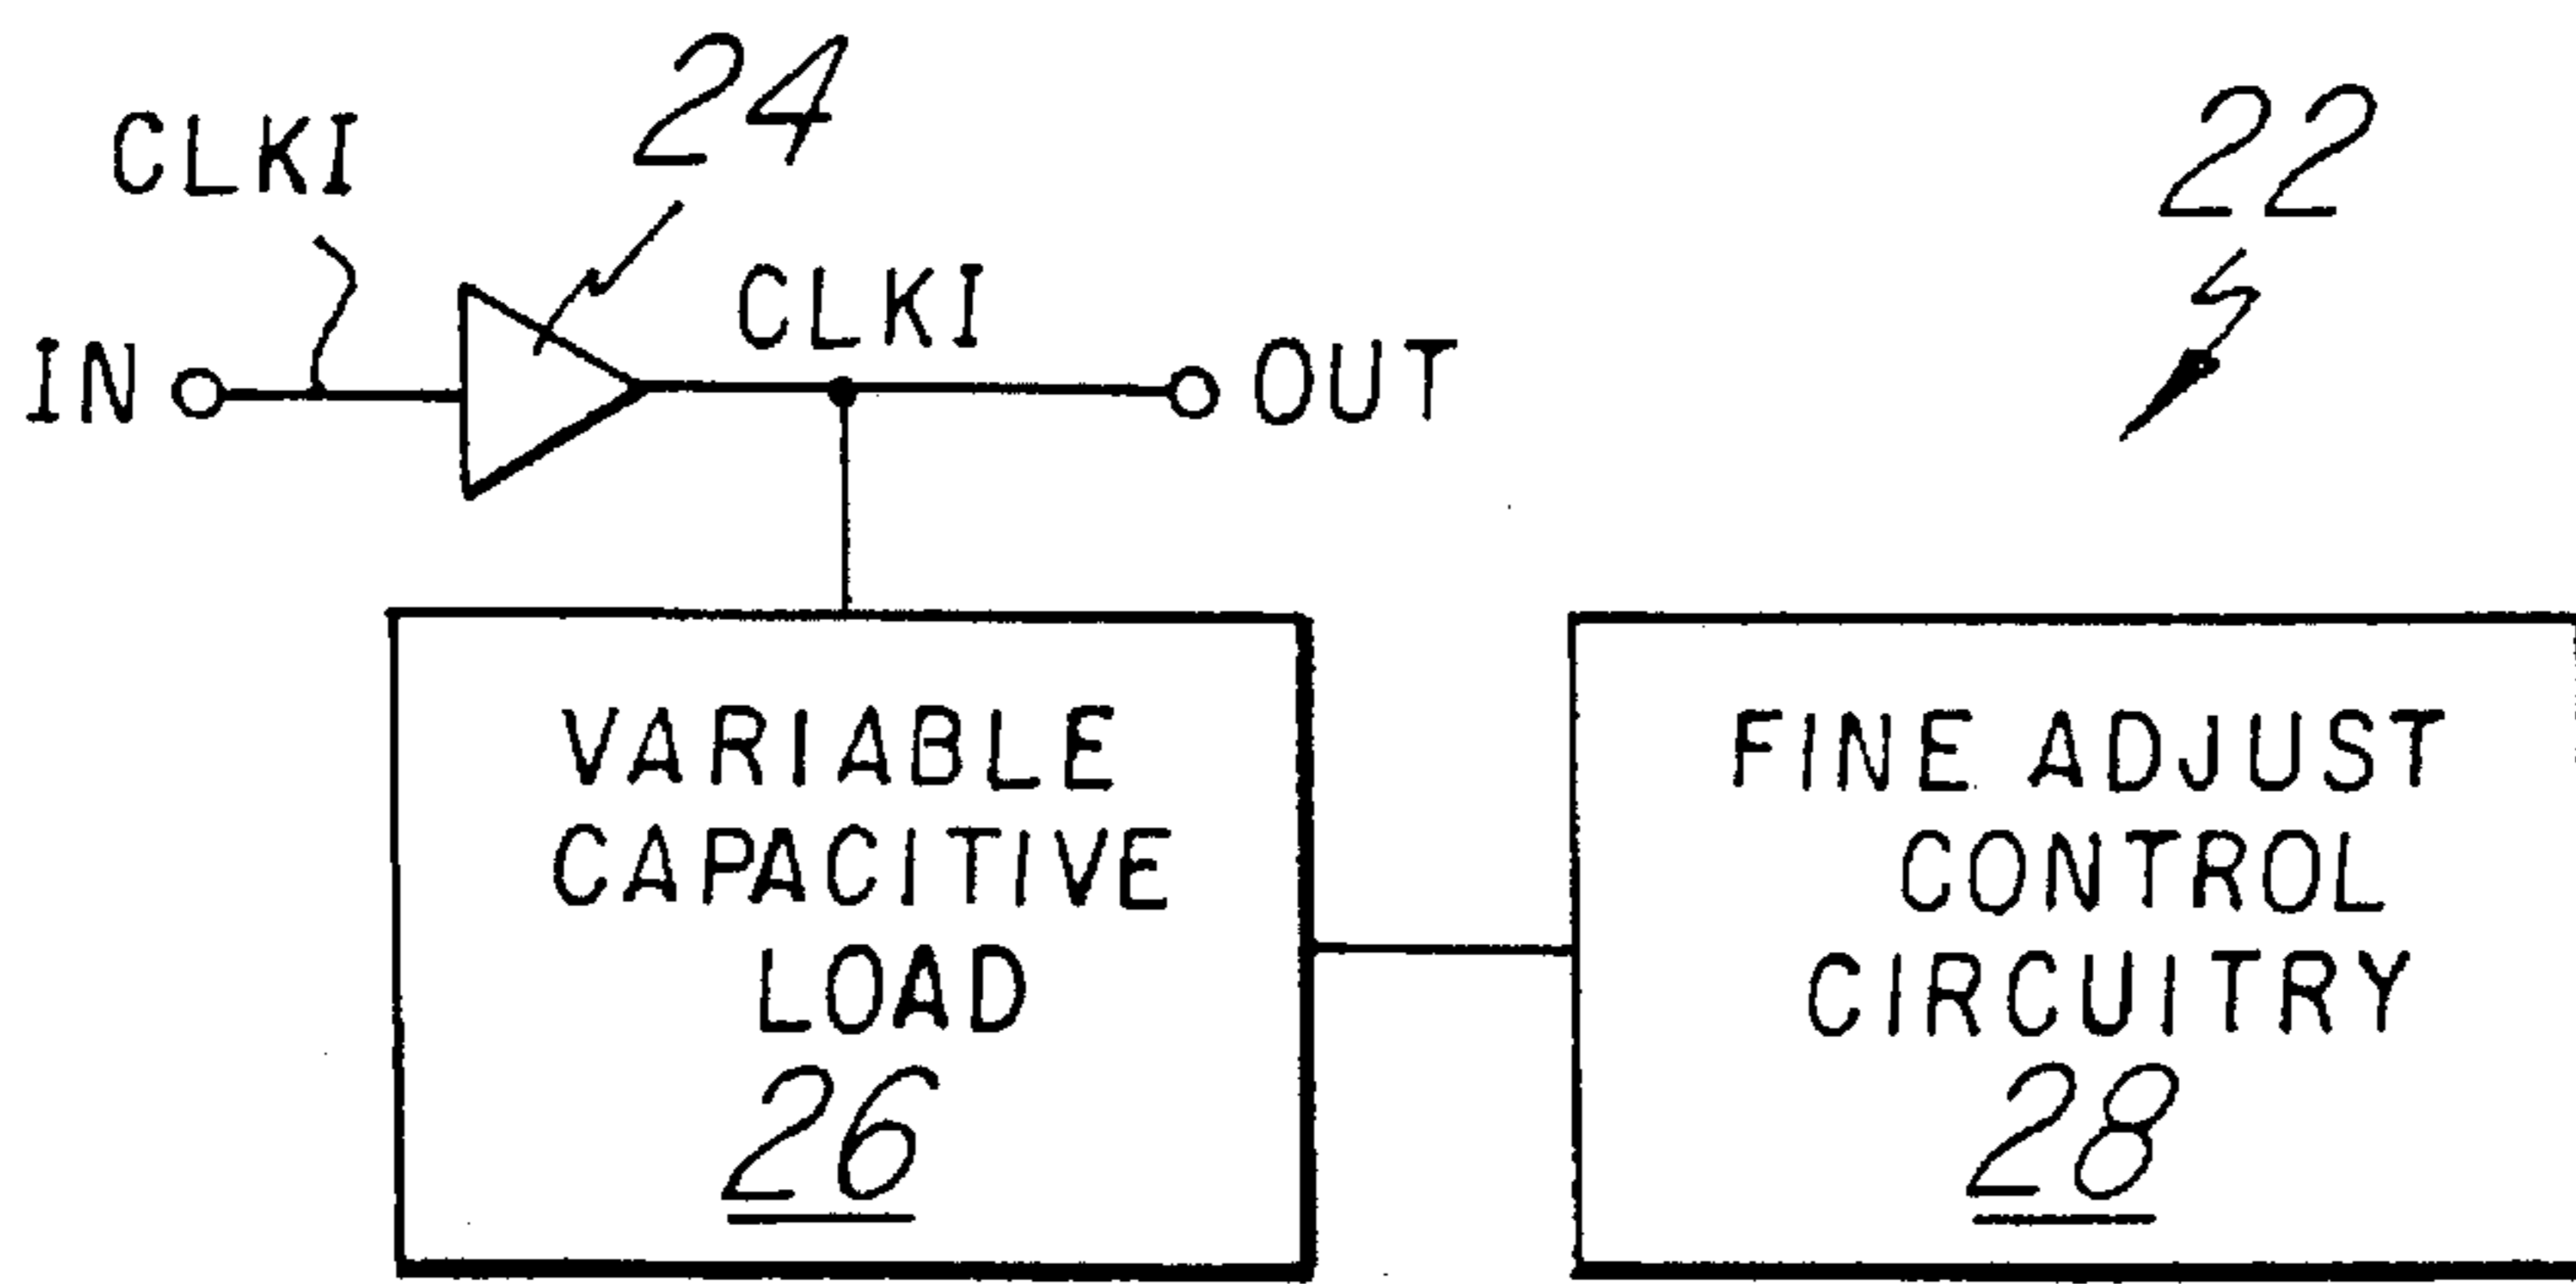 24
22
CLKI
CLKI
IN
OUT
VARIABLE
CAPACITIVE
LOAD
26
FINE ADJUST
CONTROL
CIRCUITRY
28